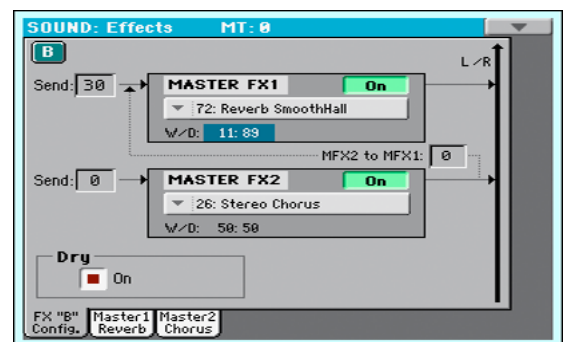 SOUND: Effects MT: 0
B
L/R
Send: 30 MASTER FX1 On
72: Reverb SmoothHall
W/D: 11:89
MFX2 to MFX1: 0
Send: 0 MASTER FX2 On
26: Stereo Chorus
W/D: 50:50
Dry
On
FX "B" Config. Master1 Reverb Master2 Chorus